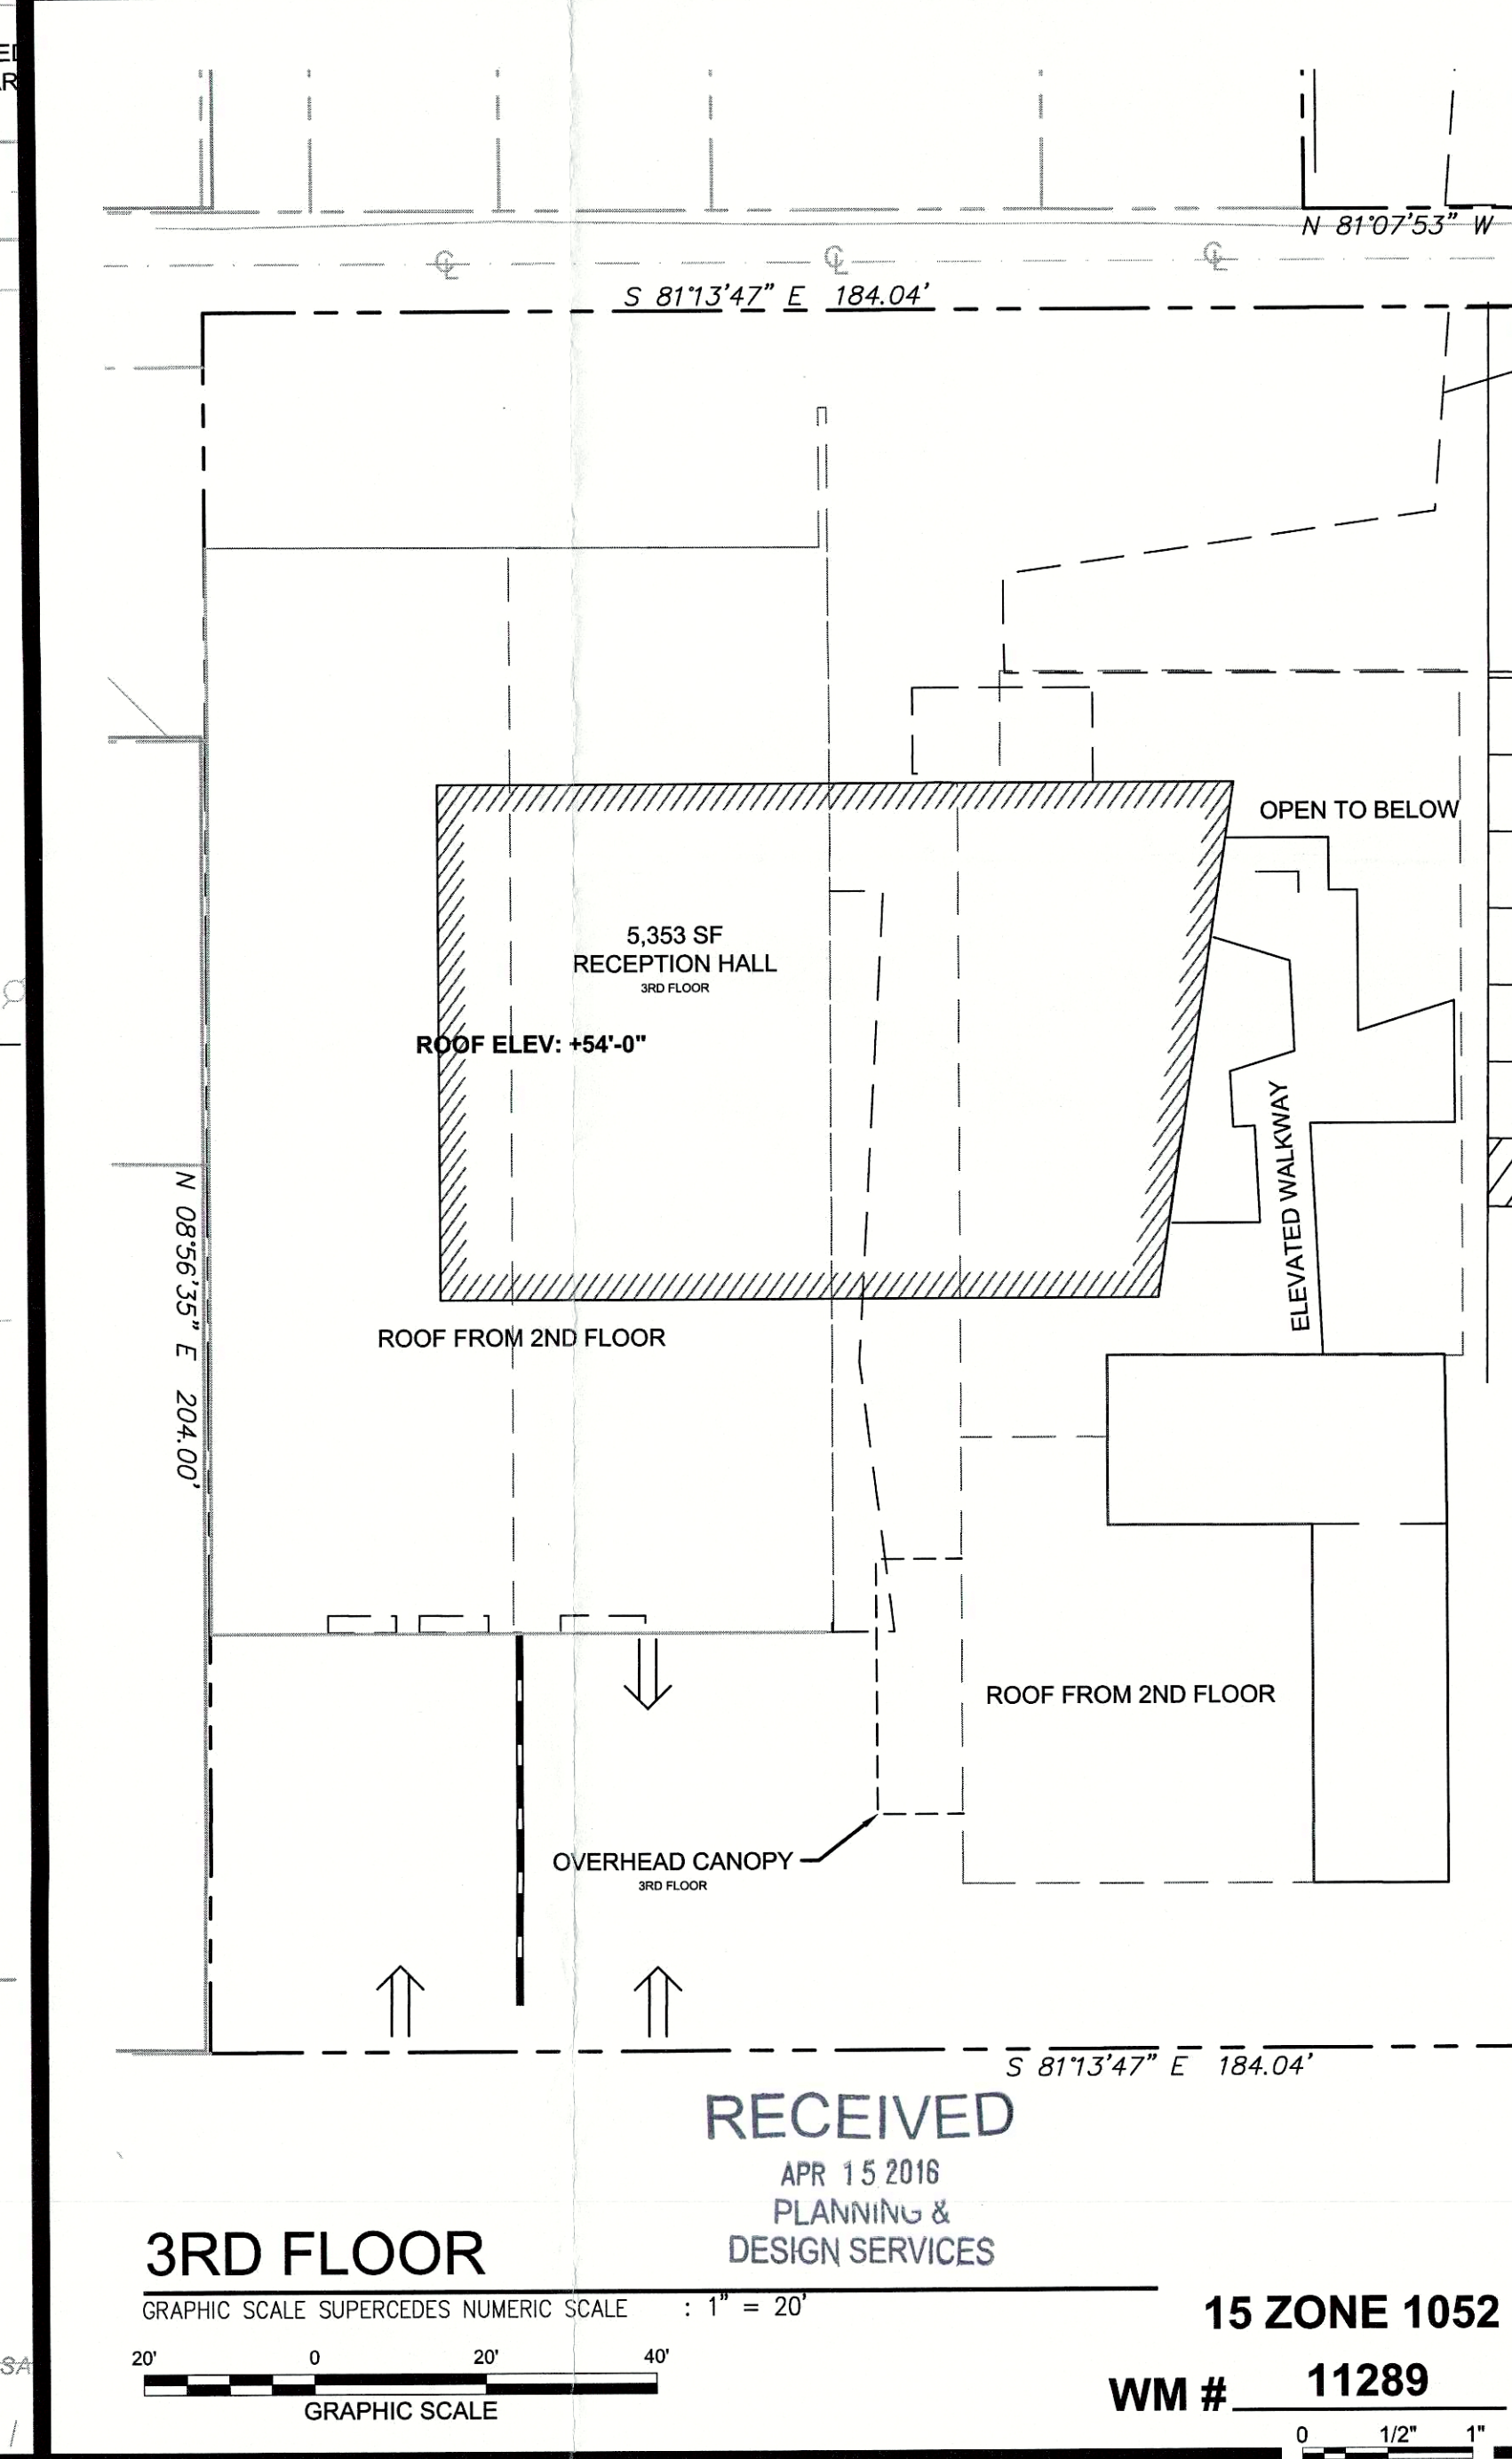 N 81°07'53" W
℄ ℄ ℄
S 81°13'47" E 184.04'
OPEN TO BELOW
5,353 SF
RECEPTION HALL
3RD FLOOR
ROOF ELEV: +54'-0"
ELEVATED WALKWAY
N 08°56'35" E 204.00'
ROOF FROM 2ND FLOOR
ROOF FROM 2ND FLOOR
OVERHEAD CANOPY
3RD FLOOR
S 81°13'47" E 184.04'
RECEIVED
APR 15 2016
PLANNING &
DESIGN SERVICES
3RD FLOOR
GRAPHIC SCALE SUPERCEDES NUMERIC SCALE : 1" = 20'
20' 0 20' 40'
GRAPHIC SCALE
15 ZONE 1052
WM # 11289
0 1/2" 1"
SA